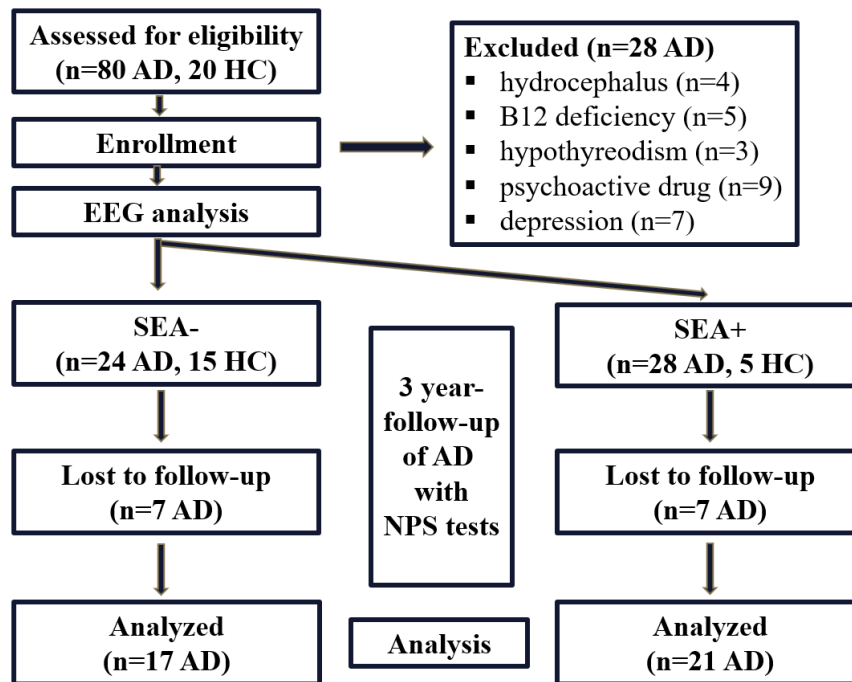 Assessed for eligibility
(n=80 AD, 20 HC)
Enrollment
EEG analysis
Excluded (n=28 AD)
▪ hydrocephalus (n=4)
▪ B12 deficiency (n=5)
▪ hypothyreodism (n=3)
▪ psychoactive drug (n=9)
▪ depression (n=7)
SEA-
(n=24 AD, 15 HC)
SEA+
(n=28 AD, 5 HC)
3 year-
follow-up
of AD
with
NPS tests
Lost to follow-up
(n=7 AD)
Lost to follow-up
(n=7 AD)
Analyzed
(n=17 AD)
Analysis
Analyzed
(n=21 AD)